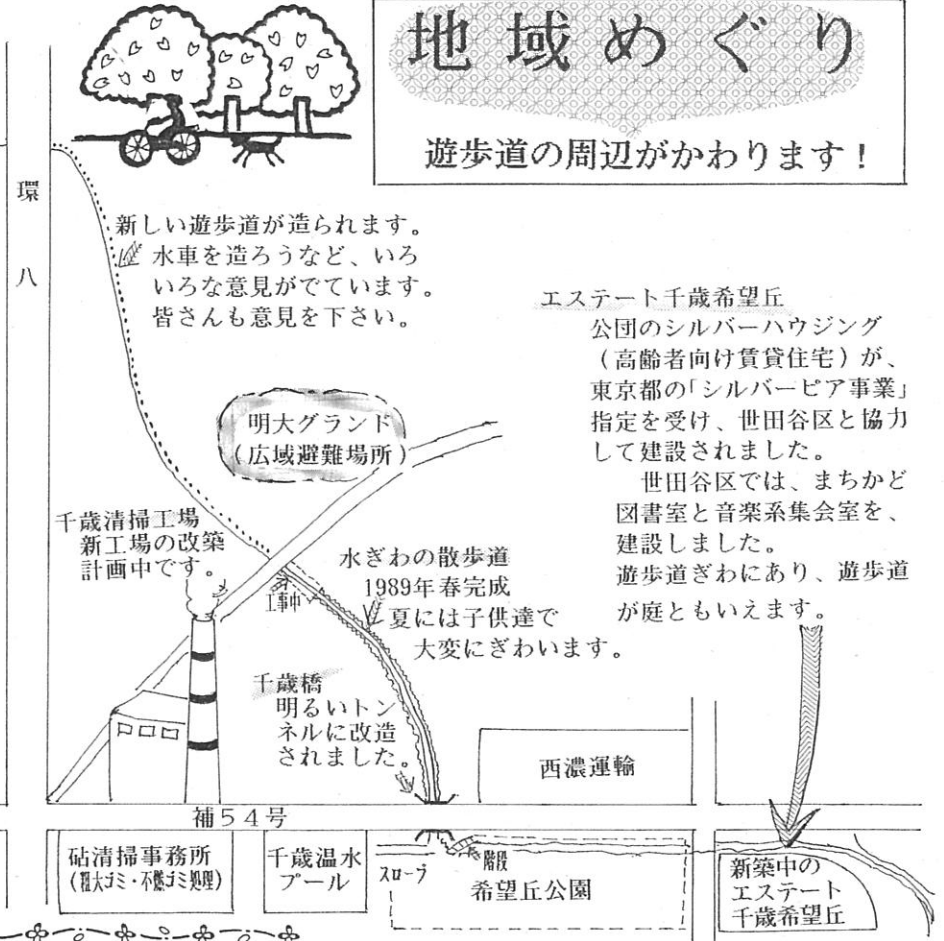 地域めぐり
遊歩道の周辺がかわります！
環八
新しい遊歩道が造られます。
水車を造ろうなど、いろ
いろな意見がでています。
皆さんも意見を下さい。
エステート千歳希望丘
公団のシルバーハウジング
（高齢者向け賃貸住宅）が、
東京都の「シルバーピア事業」
指定を受け、世田谷区と協力
して建設されました。
世田谷区では、まちかど
図書室と音楽系集会室を、
建設しました。
遊歩道ぎわにあり、遊歩道
が庭ともいえます。
明大グランド
（広域避難場所）
千歳清掃工場
新工場の改築
計画中です。
工事中
水ぎわの散歩道
1989年春完成
夏には子供達で
大変にぎわいます。
千歳橋
明るいトン
ネルに改造
されました。
西濃運輸
補５４号
砧清掃事務所
（粗大ゴミ・不燃ゴミ処理）
千歳温水
プール
スロープ
階段
希望丘公園
新築中の
エステート
千歳希望丘